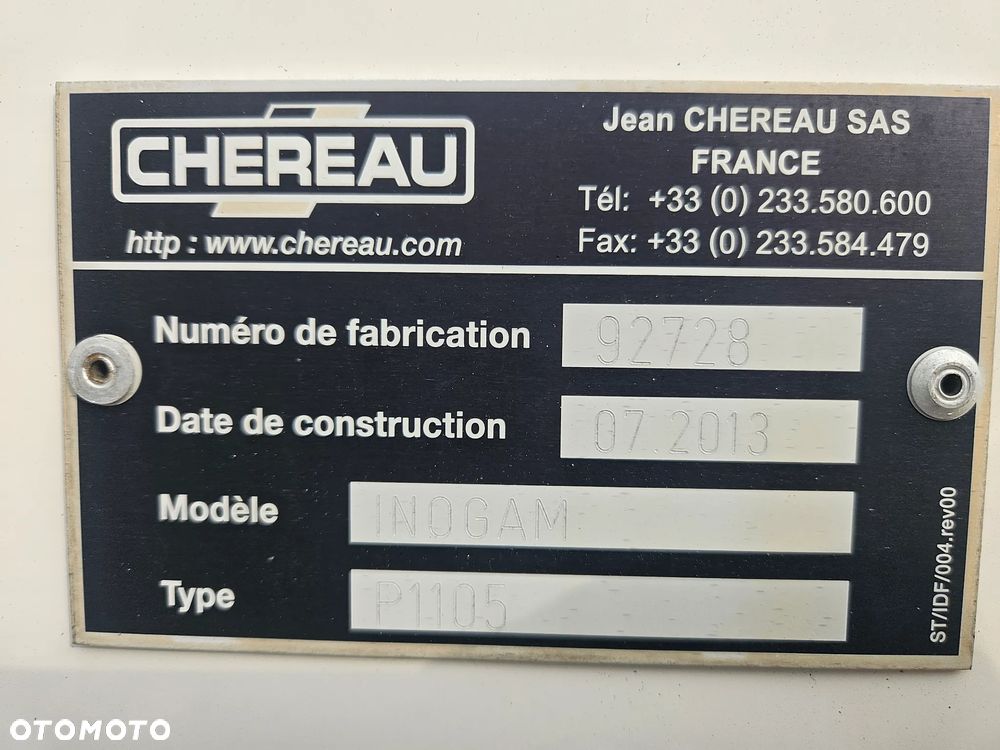 CHEREAU
http : www.chereau.com
Jean CHEREAU SAS
FRANCE
Tél: +33 (0) 233.580.600
Fax: +33 (0) 233.584.479
Numéro de fabrication 92728
Date de construction 07.2013
Modèle INOGAM
Type P1105
ST/IDF/004.rev00
OTOMOTO